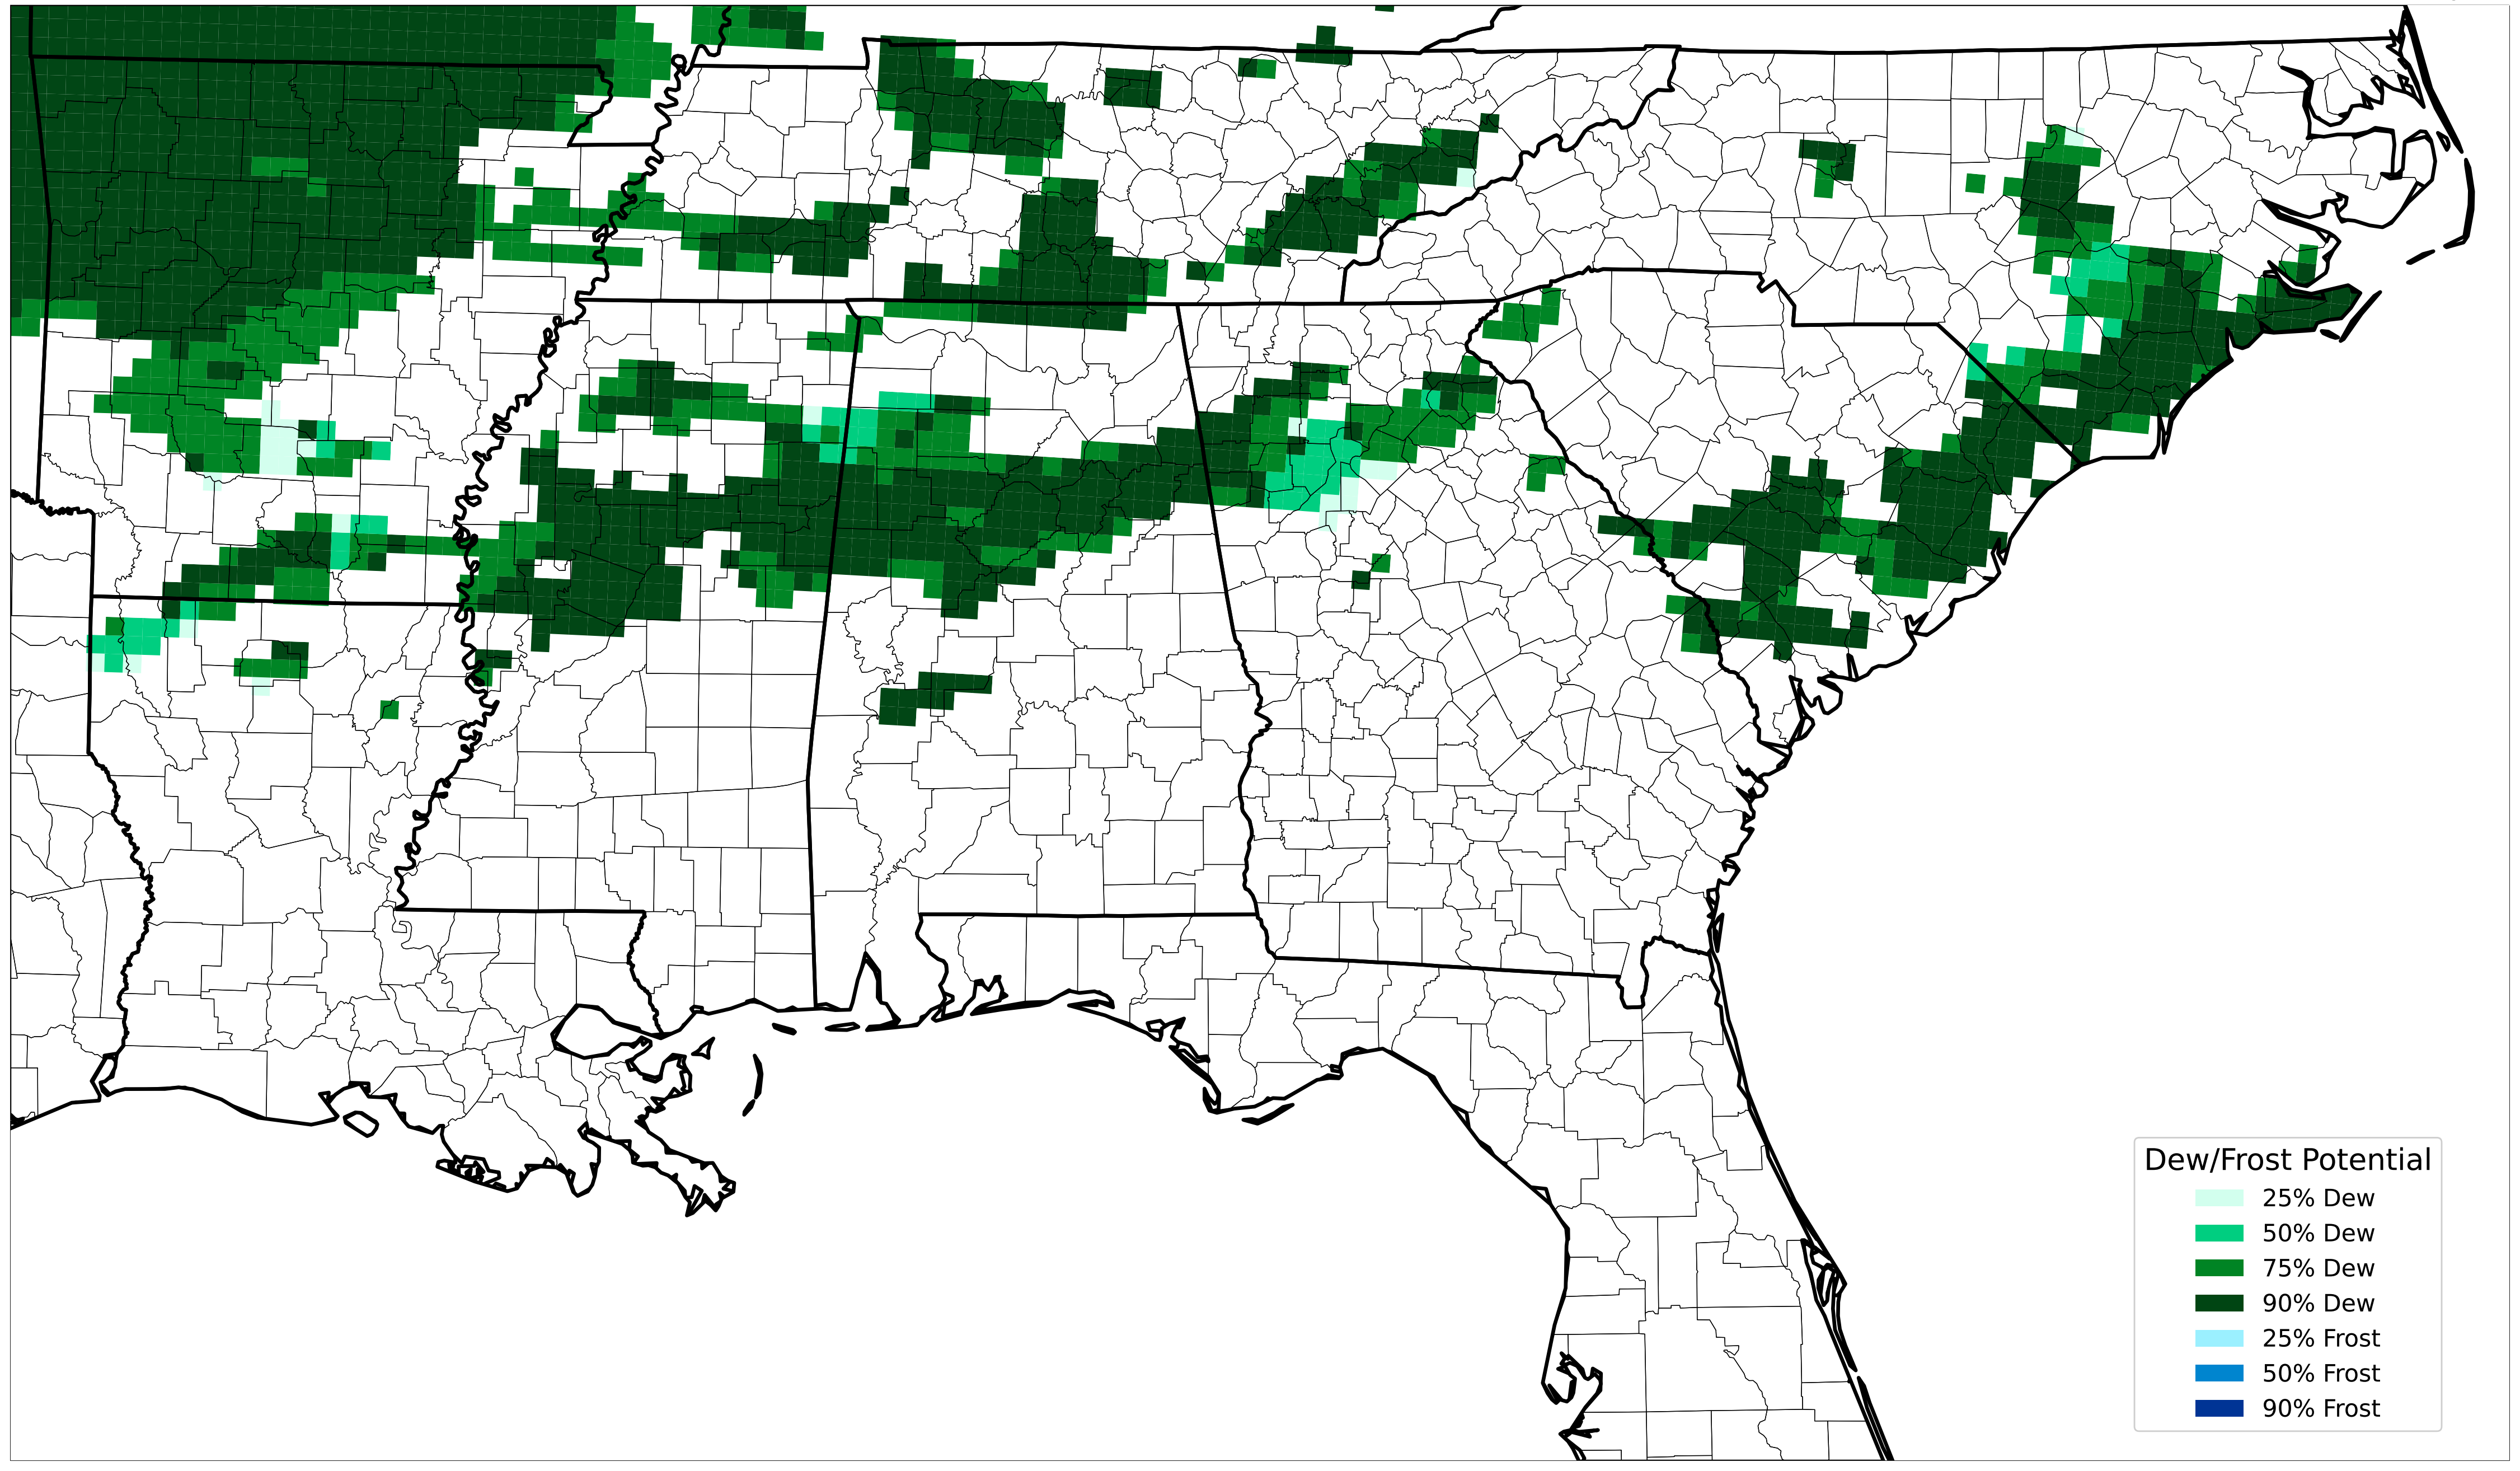 Dew/Frost Potential
25% Dew
50% Dew
75% Dew
90% Dew
25% Frost
50% Frost
90% Frost